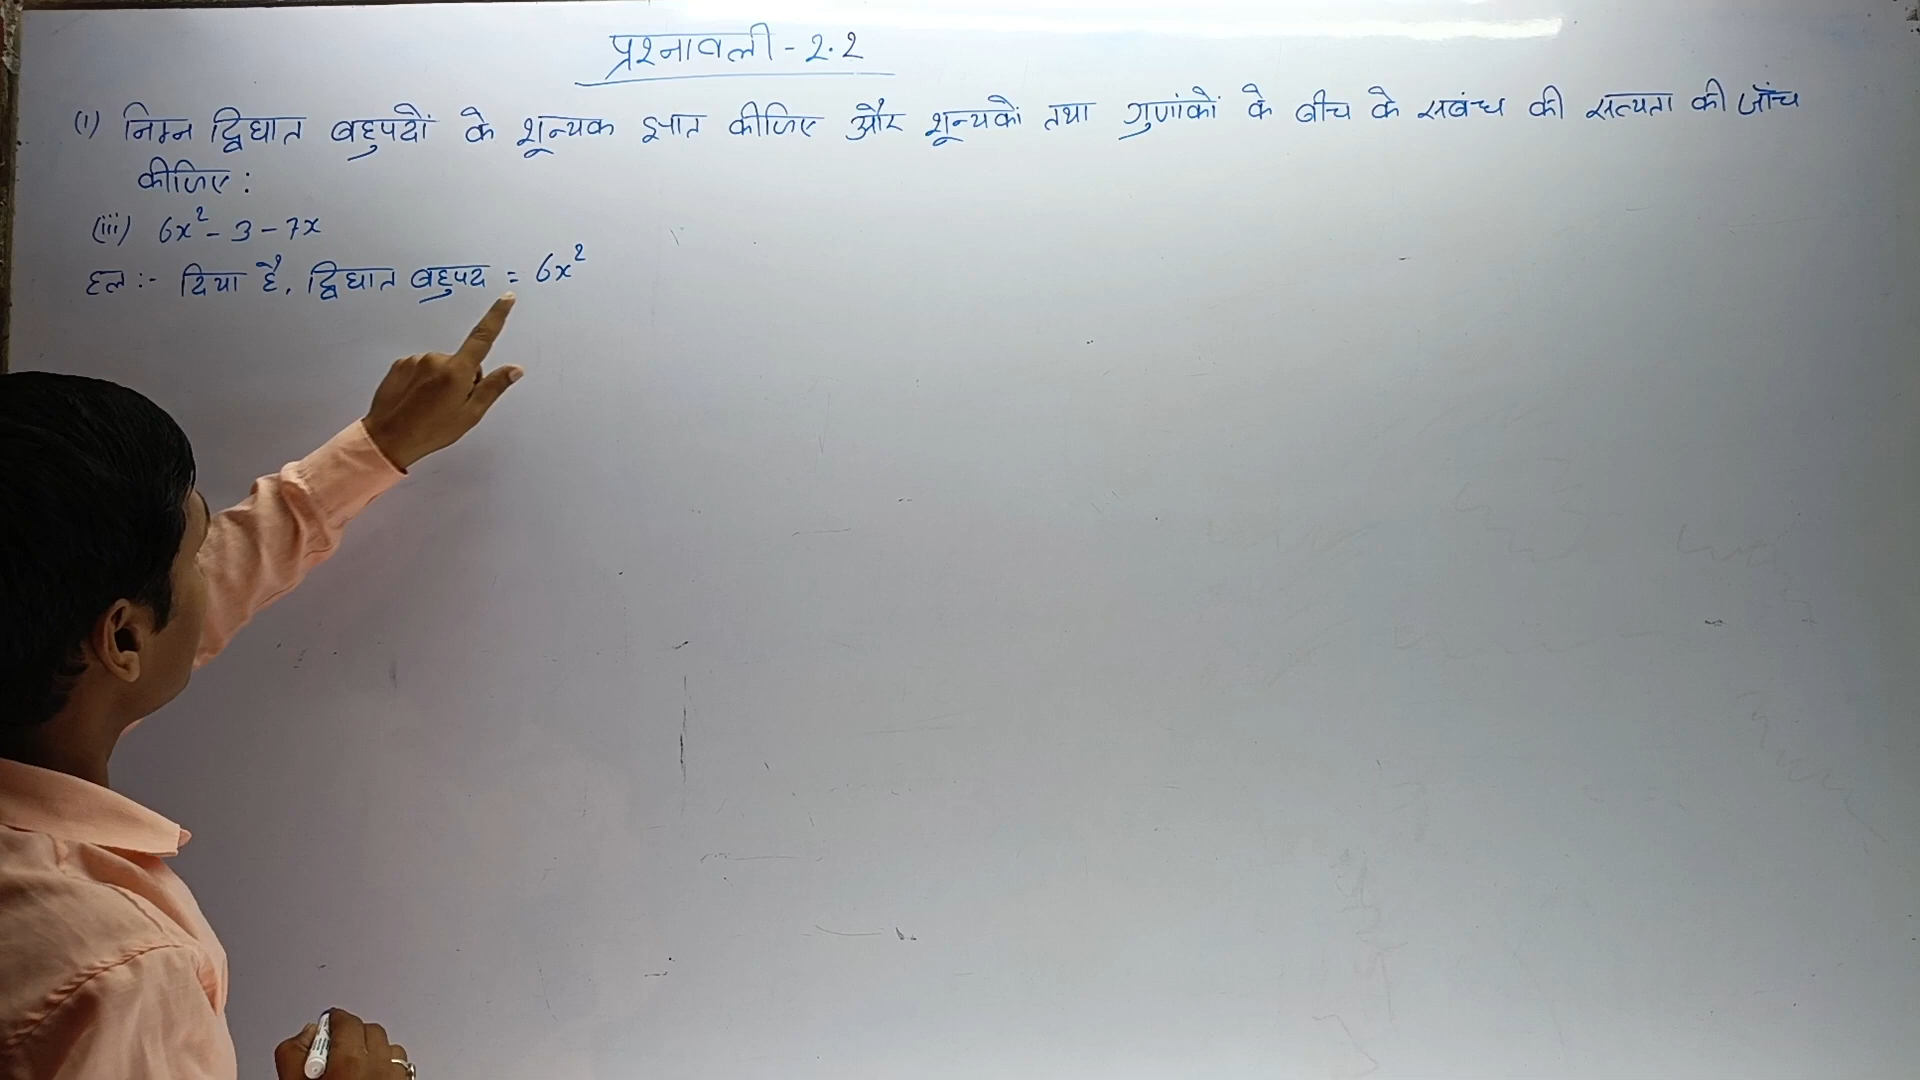 प्रश्नावली - 2.2
(1) निम्न द्विघात बहुपदों के शून्यक ज्ञात कीजिए और शून्यकों तथा गुणांकों के बीच के सबंन्ध की सत्यता की जाँच
कीजिए :
(iii) 6x² - 3 - 7x
हल :- दिया है, द्विघात बहुपद = 6x²